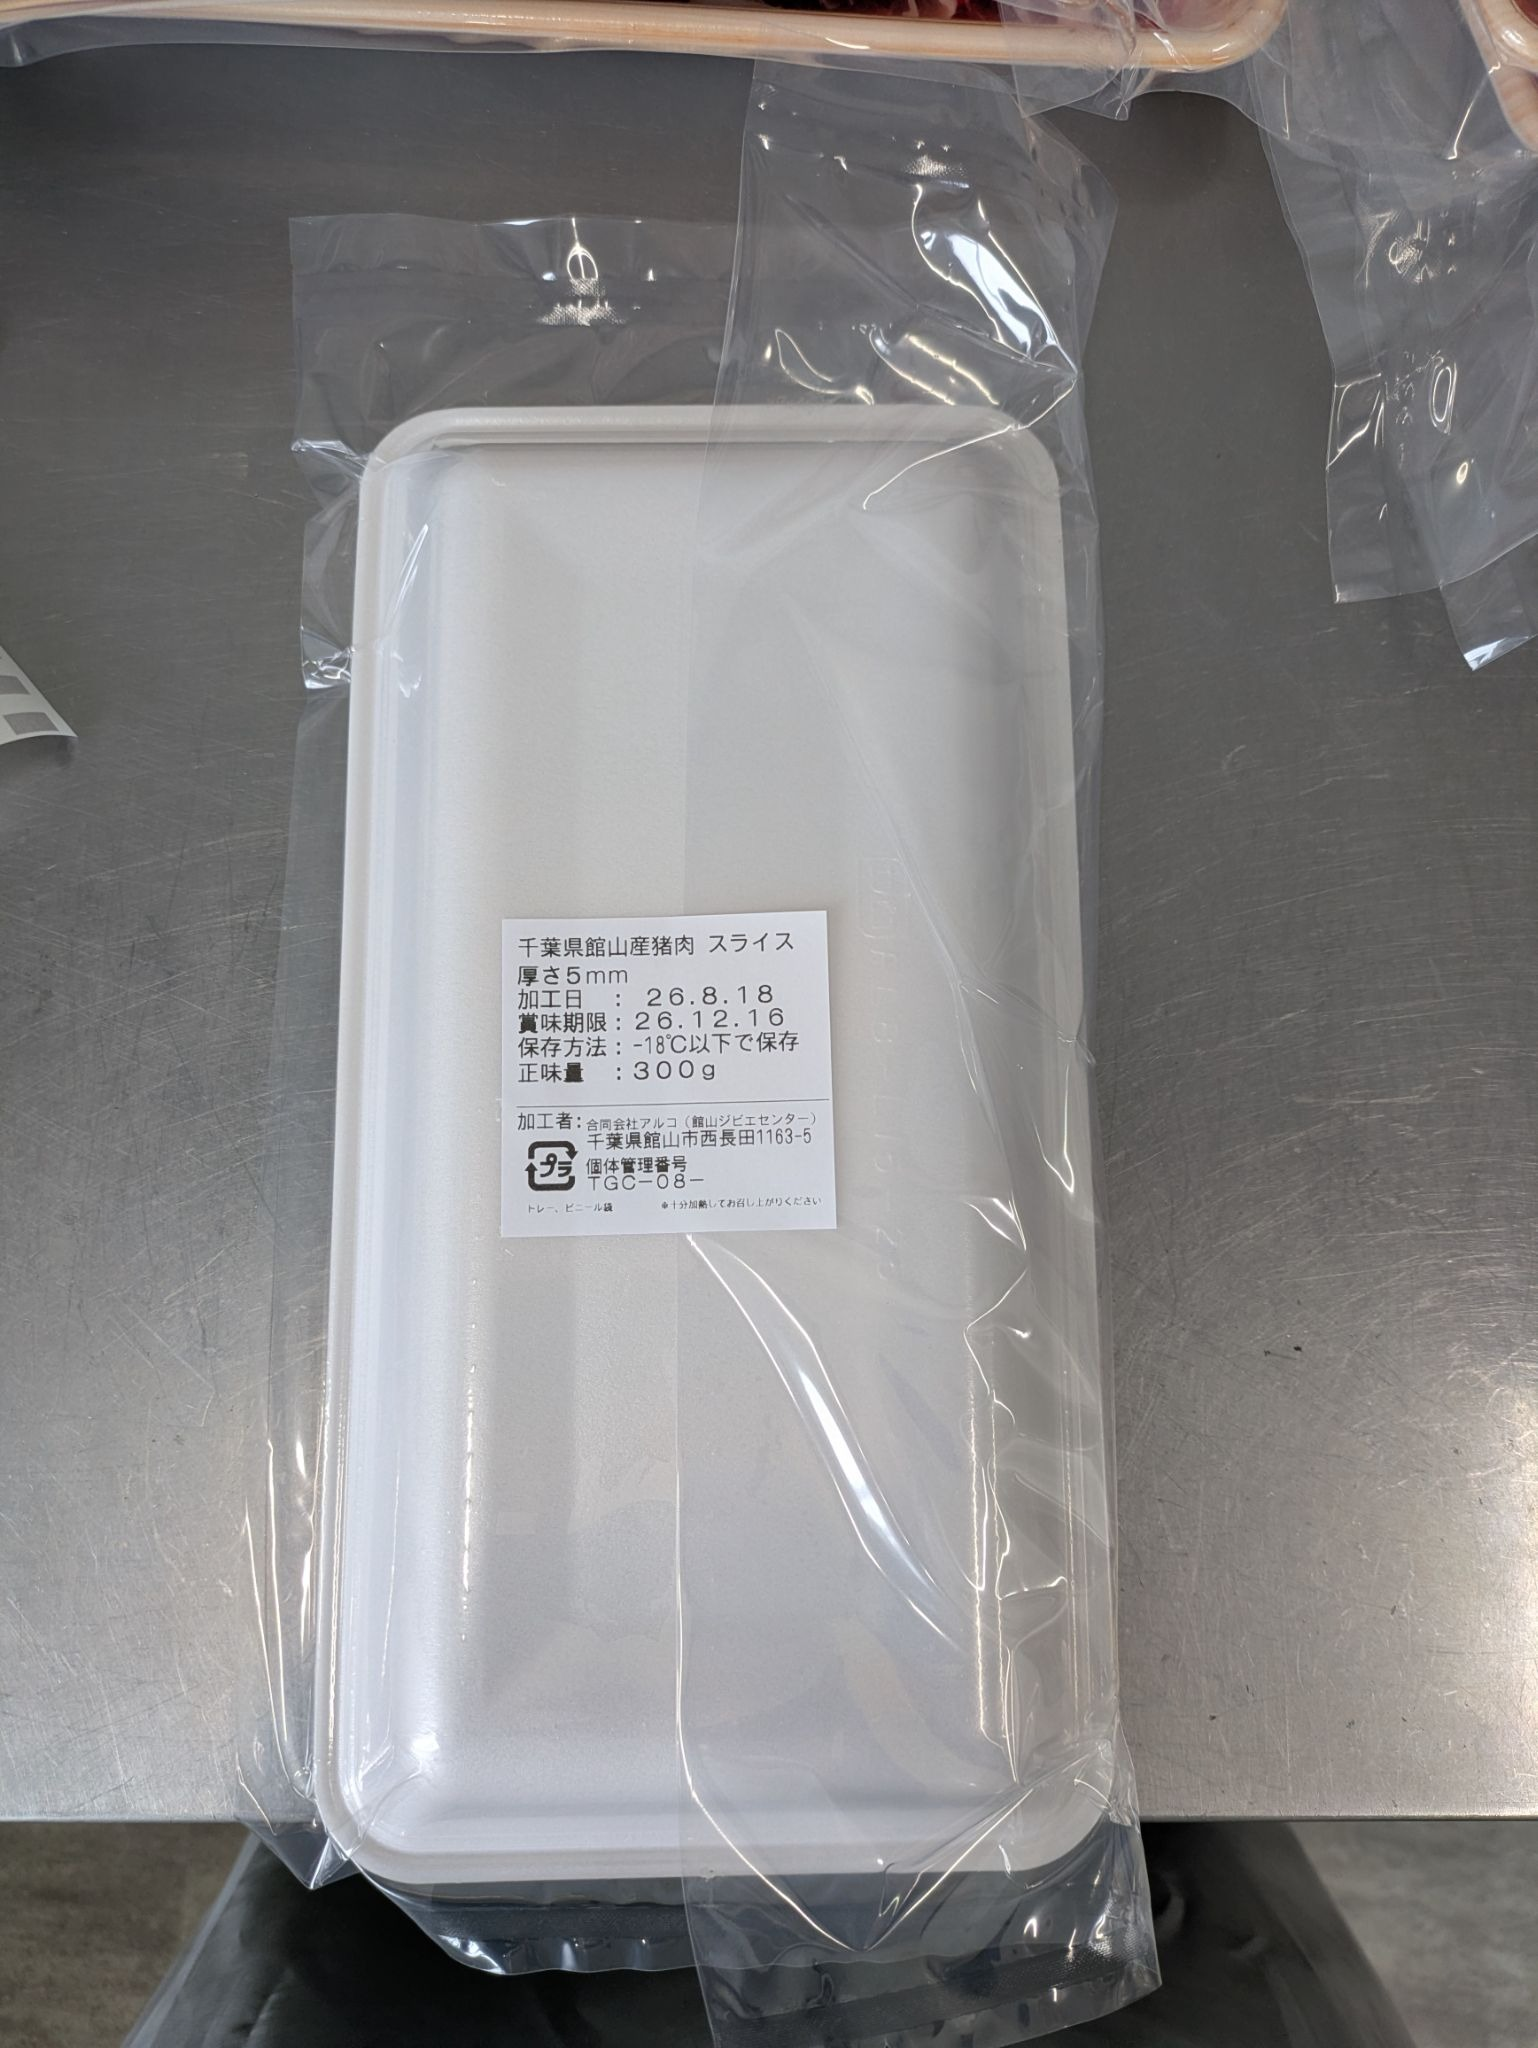 千葉県館山産猪肉 スライス
厚さ5mm
加工日 : 26.8.18
賞味期限:26.12.16
保存方法:-18℃以下で保存
正味量 :300g
加工者:合同会社アルコ(館山ジビエセンター)
千葉県館山市西長田1163-5
プラ
個体管理番号
TGC-08-
トレー、ビニール袋 ※十分加熱してお召し上がりください